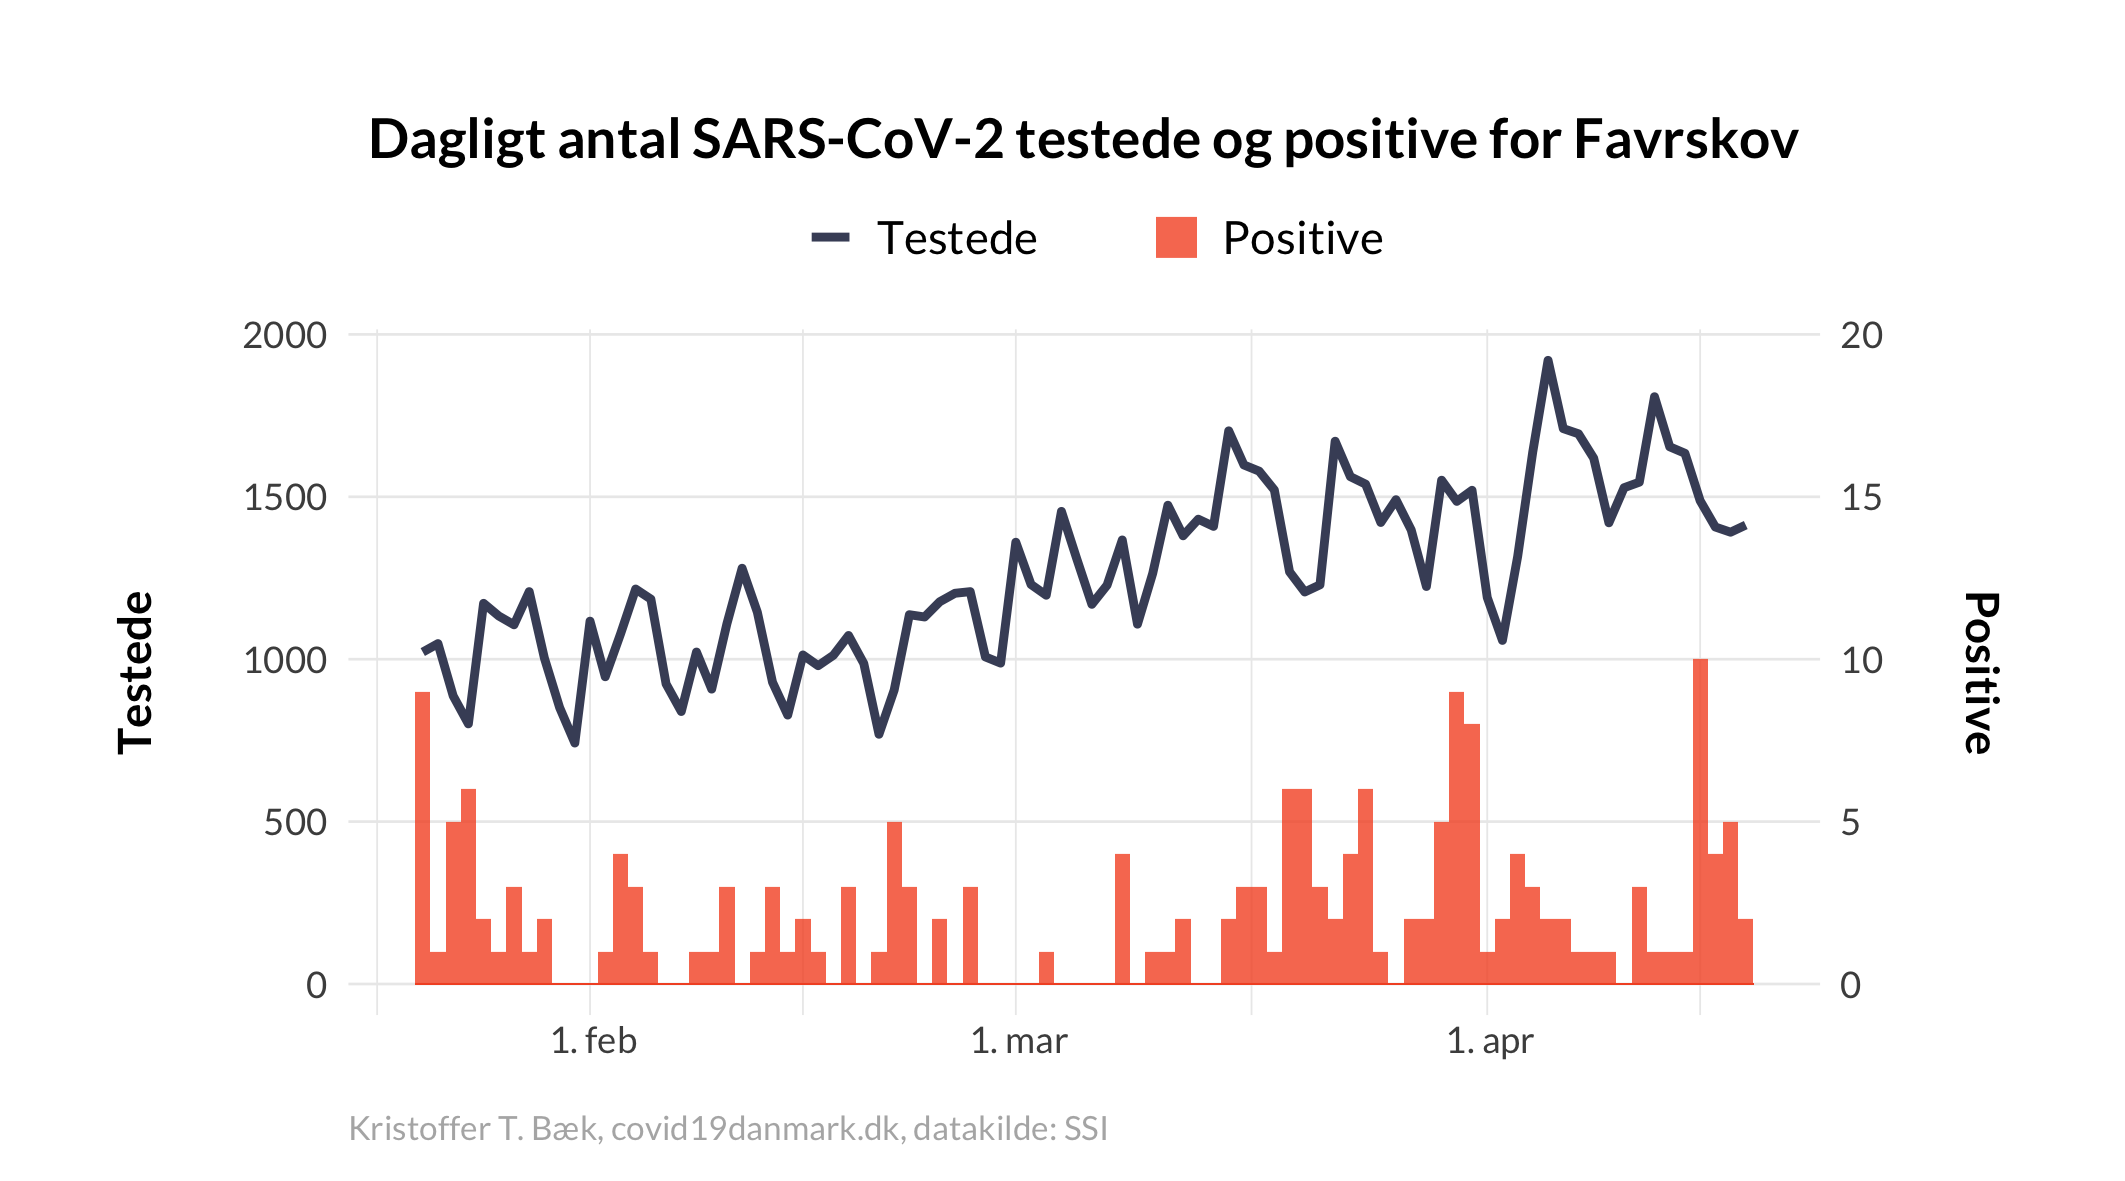 Dagligt antal SARS-CoV-2 testede og positive for Favrskov
Testede
Positive
2000
1500
1000
500
0
20
15
10
5
0
Testede
Positive
1. feb
1. mar
1. apr
Kristoffer T. Bæk, covid19danmark.dk, datakilde: SSI